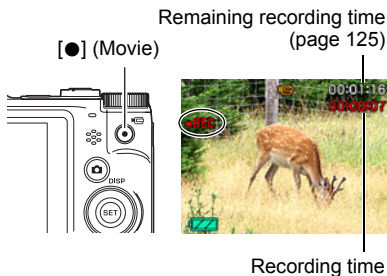 Remaining recording time
(page 125)
[●] (Movie)
00:01:16
00:00:07
●REC
DISP
SET
Recording time